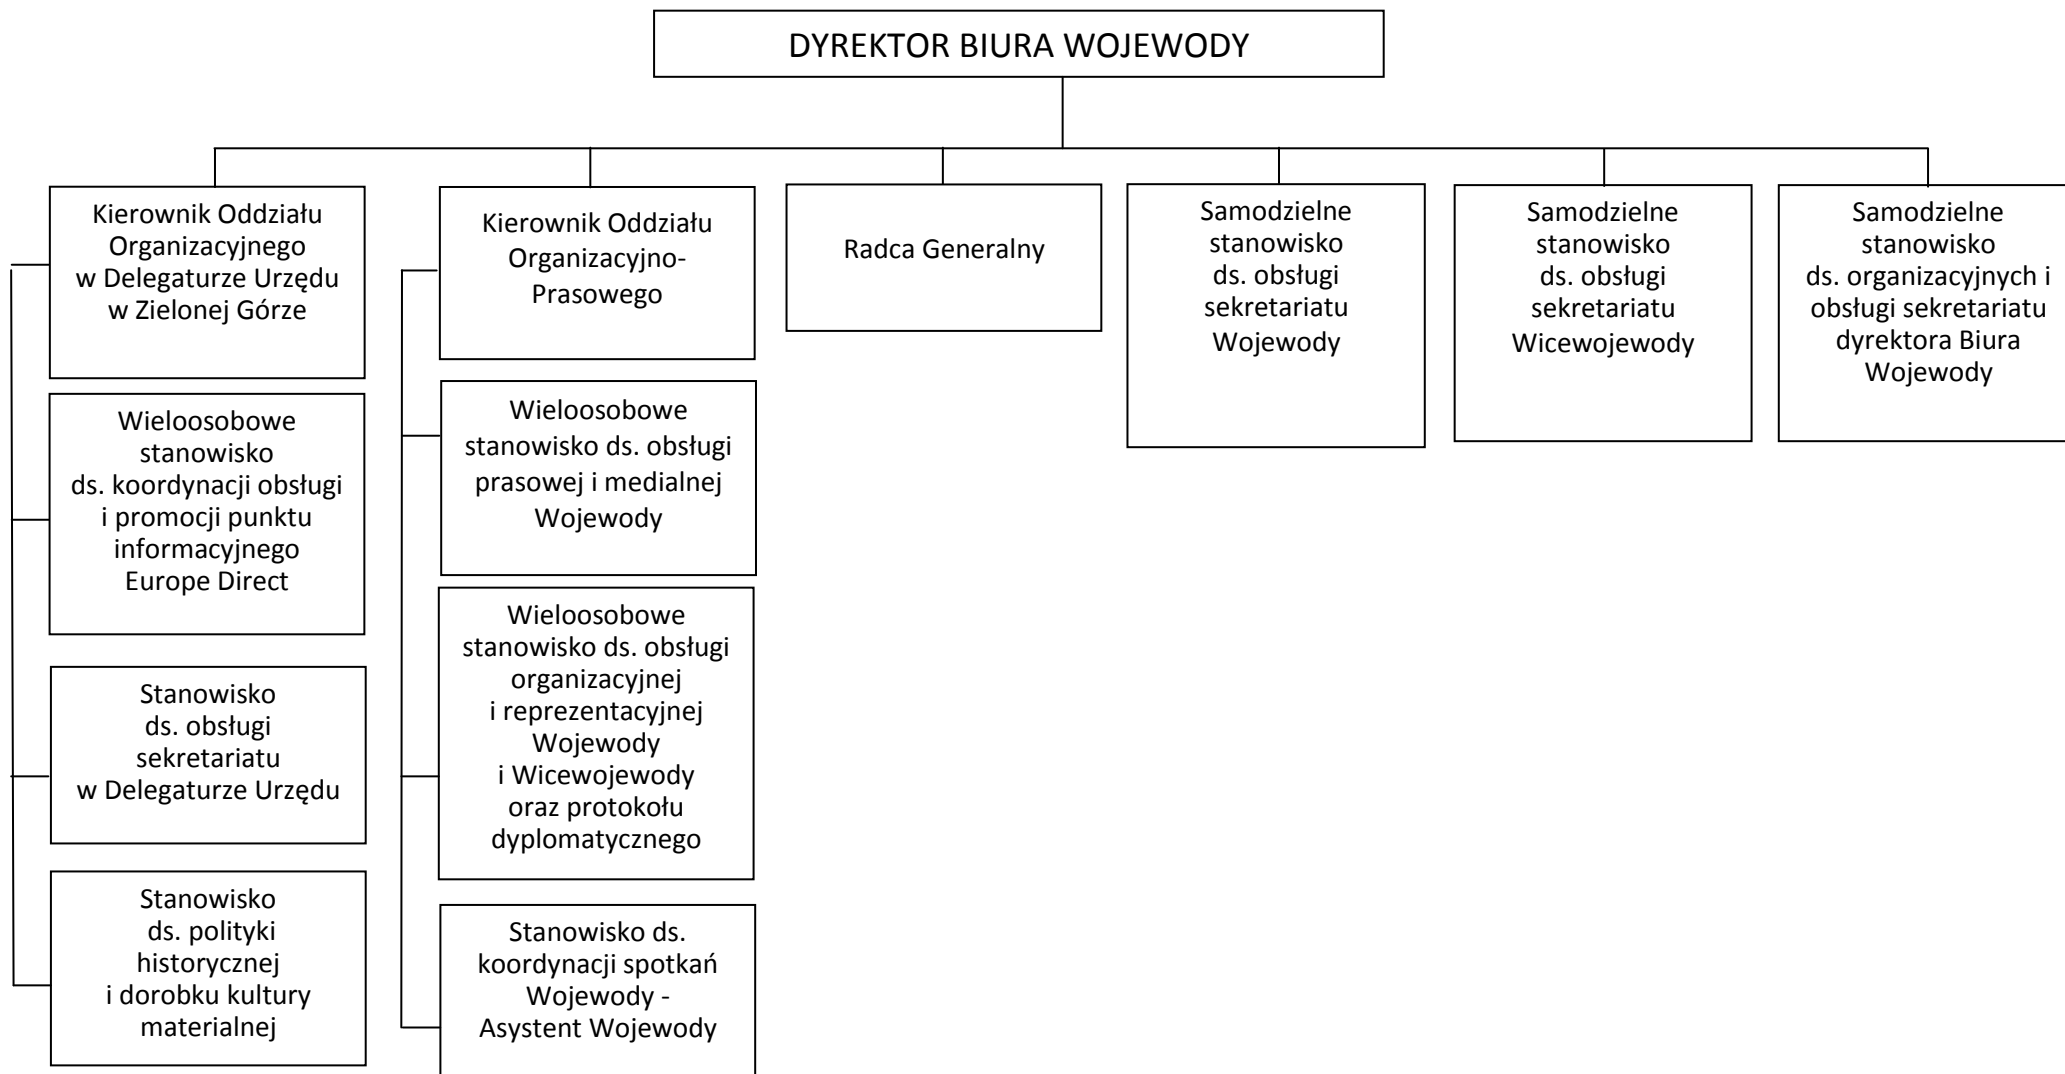 DYREKTOR BIURA WOJEWODY
Kierownik Oddziału
Organizacyjnego
w Delegaturze Urzędu
w Zielonej Górze
Wieloosobowe
stanowisko
ds. koordynacji obsługi
i promocji punktu
informacyjnego
Europe Direct
Stanowisko
ds. obsługi
sekretariatu
w Delegaturze Urzędu
Stanowisko
ds. polityki
historycznej
i dorobku kultury
materialnej
Kierownik Oddziału
Organizacyjno-
Prasowego
Wieloosobowe
stanowisko ds. obsługi
prasowej i medialnej
Wojewody
Wieloosobowe
stanowisko ds. obsługi
organizacyjnej
i reprezentacyjnej
Wojewody
i Wicewojewody
oraz protokołu
dyplomatycznego
Stanowisko ds.
koordynacji spotkań
Wojewody -
Asystent Wojewody
Radca Generalny
Samodzielne
stanowisko
ds. obsługi
sekretariatu
Wojewody
Samodzielne
stanowisko
ds. obsługi
sekretariatu
Wicewojewody
Samodzielne
stanowisko
ds. organizacyjnych i
obsługi sekretariatu
dyrektora Biura
Wojewody